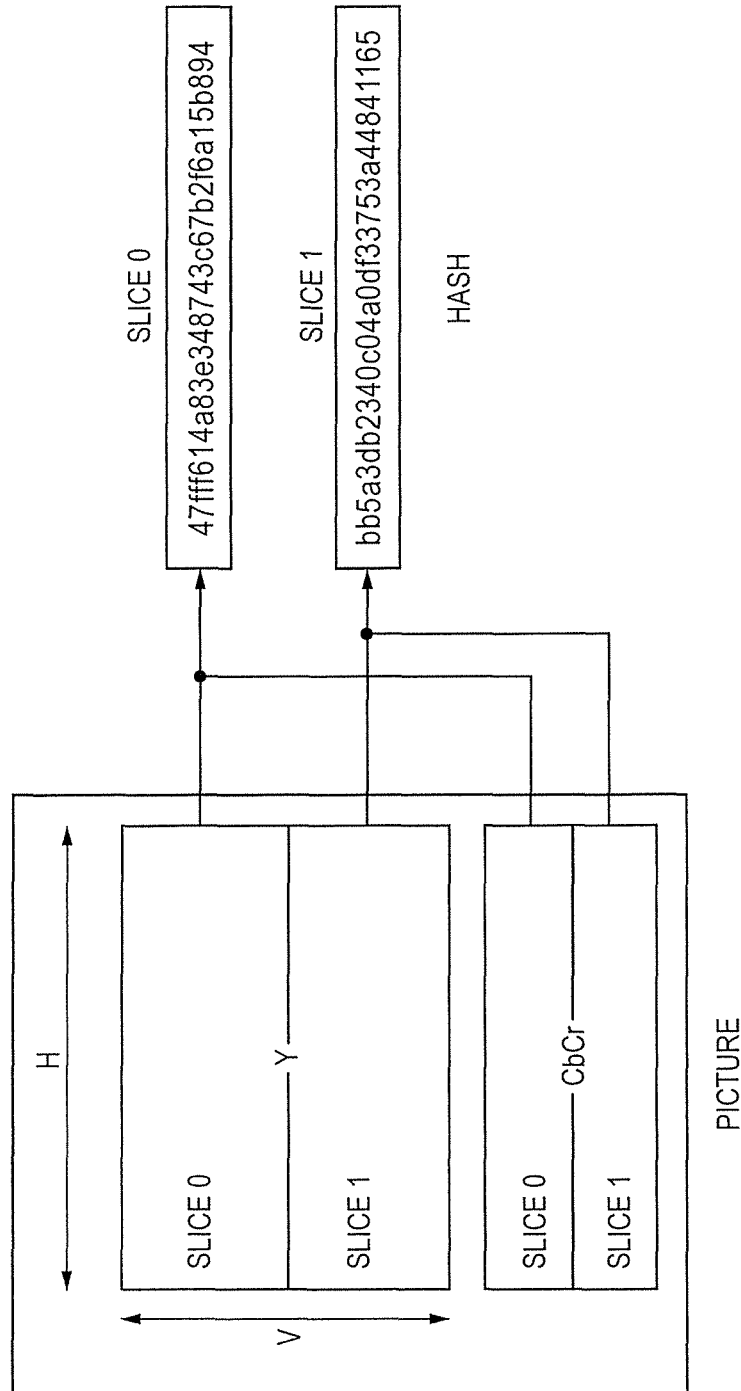 H
V
SLICE 0
Y
SLICE 1
SLICE 0
CbCr
SLICE 1
PICTURE
SLICE 0
47fff614a83e348743c67b2f6a15b894
SLICE 1
bb5a3db2340c04a0df33753a44841165
HASH